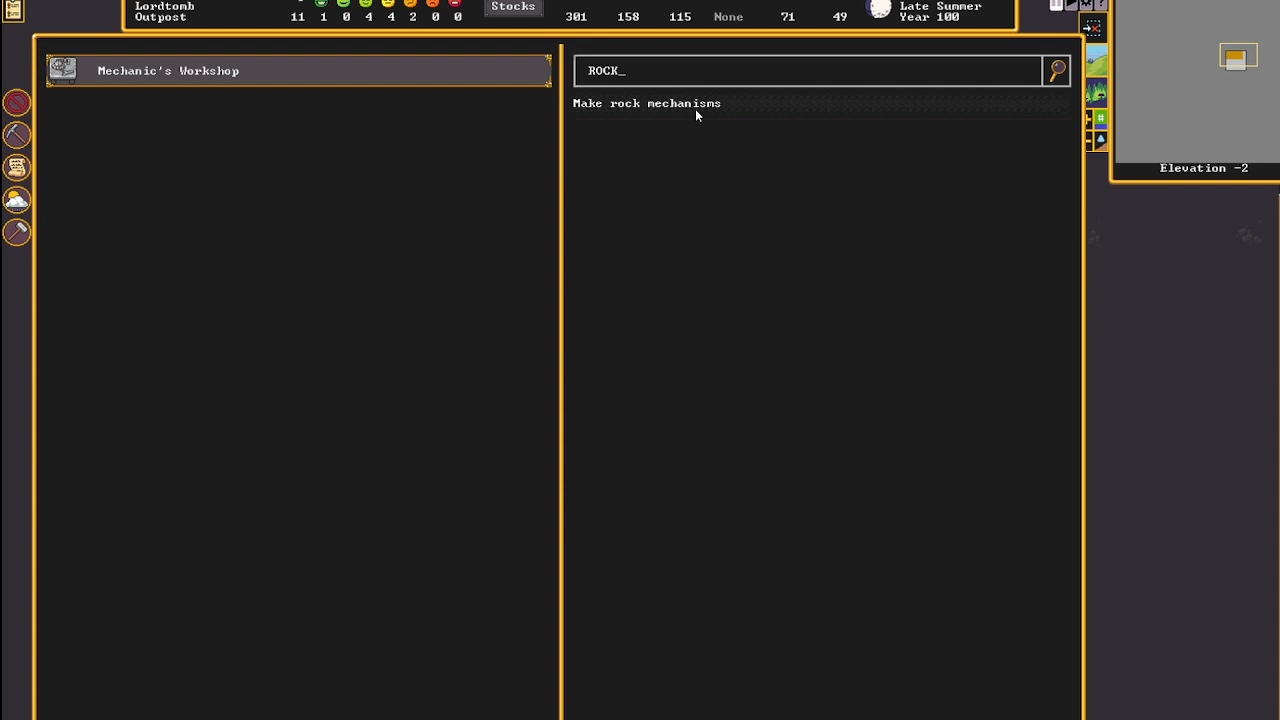 Lordtomb
Outpost
11 1 0 4 4 2 0 0
Stocks
301 158 115 None 71 49
Late Summer
Year 100
Mechanic's Workshop
ROCK_
Make rock mechanisms
Elevation -2